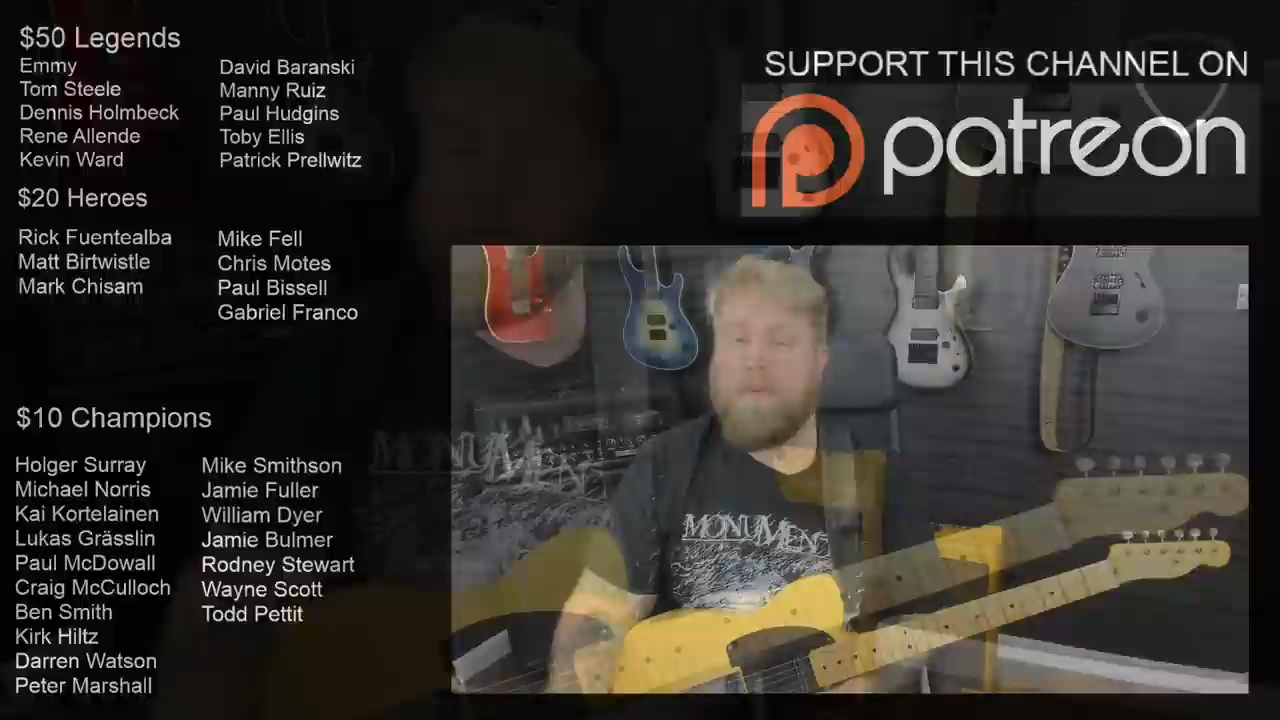 $50 Legends
Emmy
Tom Steele
Dennis Holmbeck
Rene Allende
Kevin Ward
David Baranski
Manny Ruiz
Paul Hudgins
Toby Ellis
Patrick Prellwitz
$20 Heroes
Rick Fuentealba
Matt Birtwistle
Mark Chisam
Mike Fell
Chris Motes
Paul Bissell
Gabriel Franco
$10 Champions
Holger Surray
Michael Norris
Kai Kortelainen
Lukas Grässlin
Paul McDowall
Craig McCulloch
Ben Smith
Kirk Hiltz
Darren Watson
Peter Marshall
Mike Smithson
Jamie Fuller
William Dyer
Jamie Bulmer
Rodney Stewart
Wayne Scott
Todd Pettit
SUPPORT THIS CHANNEL ON
patreon
MONUMENTS
MONUMENTS